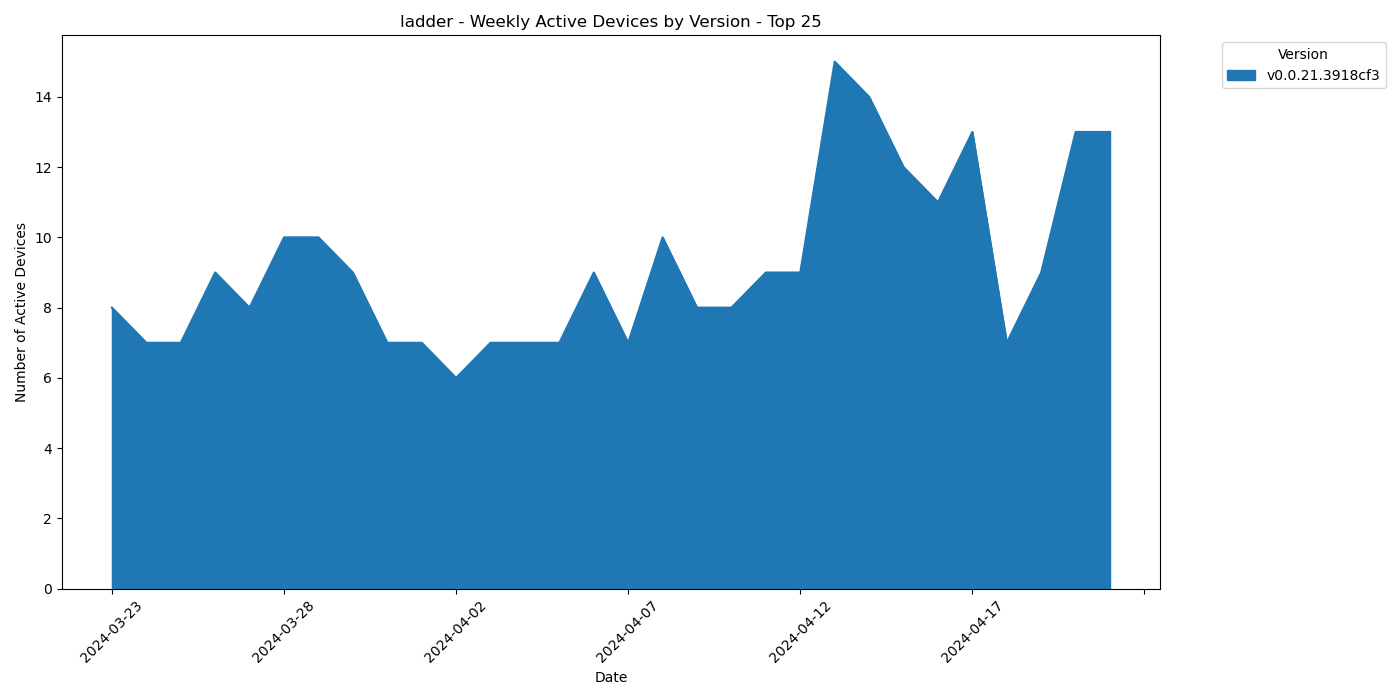 ladder - Weekly Active Devices by Version - Top 25
Version
v0.0.21.3918cf3
Number of Active Devices
14
12
10
8
6
4
2
0
2024-03-23
2024-03-28
2024-04-02
2024-04-07
2024-04-12
2024-04-17
Date